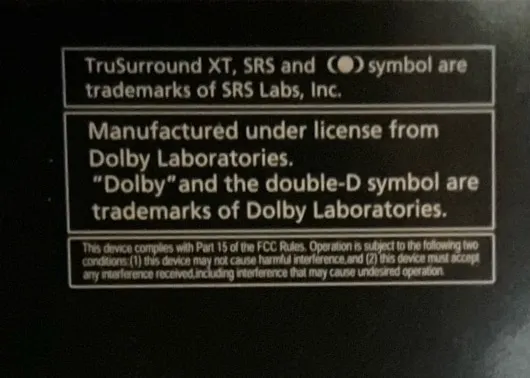 TruSurround XT, SRS and (●) symbol are
trademarks of SRS Labs, Inc.
Manufactured under license from
Dolby Laboratories.
“Dolby”and the double-D symbol are
trademarks of Dolby Laboratories.
This device complies with Part 15 of the FCC Rules. Operation is subject to the following two
conditions:(1) this device may not cause harmful interference,and (2) this device must accept
any interference received,including interference that may cause undesired operation.